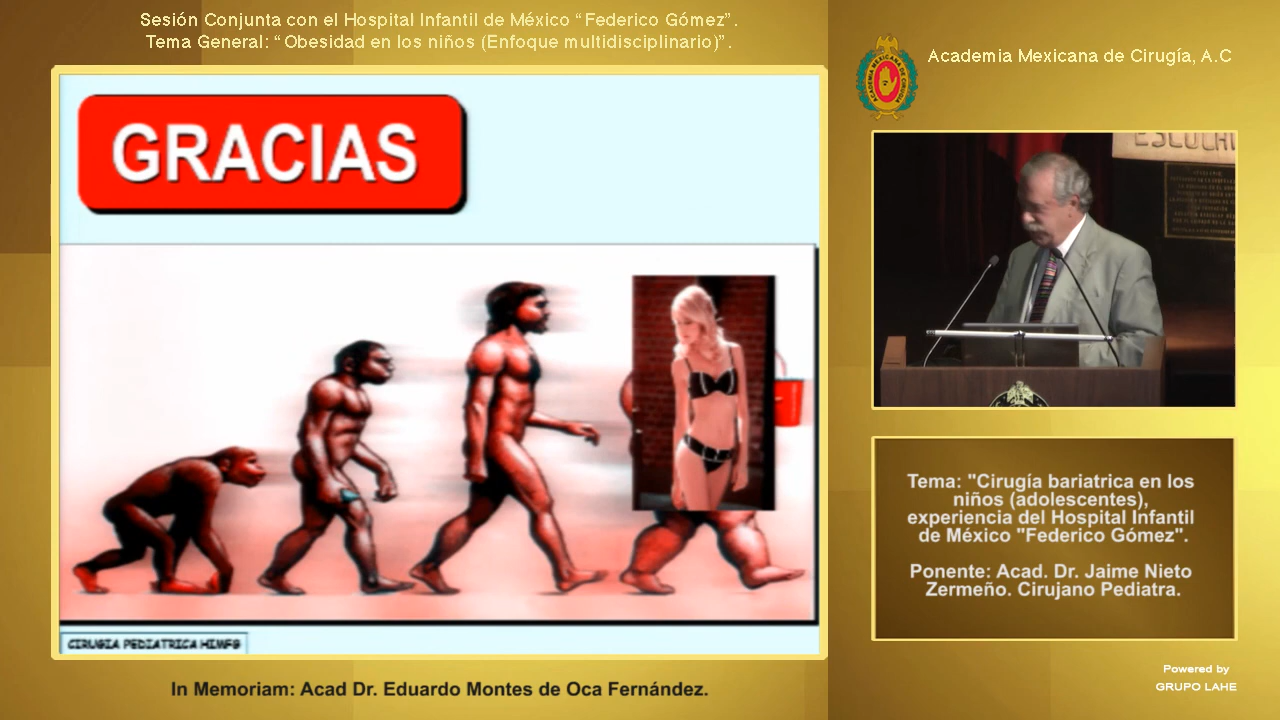 Sesión Conjunta con el Hospital Infantil de México “Federico Gómez”.
Tema General: “Obesidad en los niños (Enfoque multidisciplinario)”.
Academia Mexicana de Cirugía, A.C
GRACIAS
ESCUCHA
CIRUGIA PEDIATRICA HIMFG
Tema: "Cirugía bariatrica en los
niños (adolescentes),
experiencia del Hospital Infantil
de México "Federico Gómez".
Ponente: Acad. Dr. Jaime Nieto
Zermeño. Cirujano Pediatra.
In Memoriam: Acad Dr. Eduardo Montes de Oca Fernández.
Powered by
GRUPO LAHE